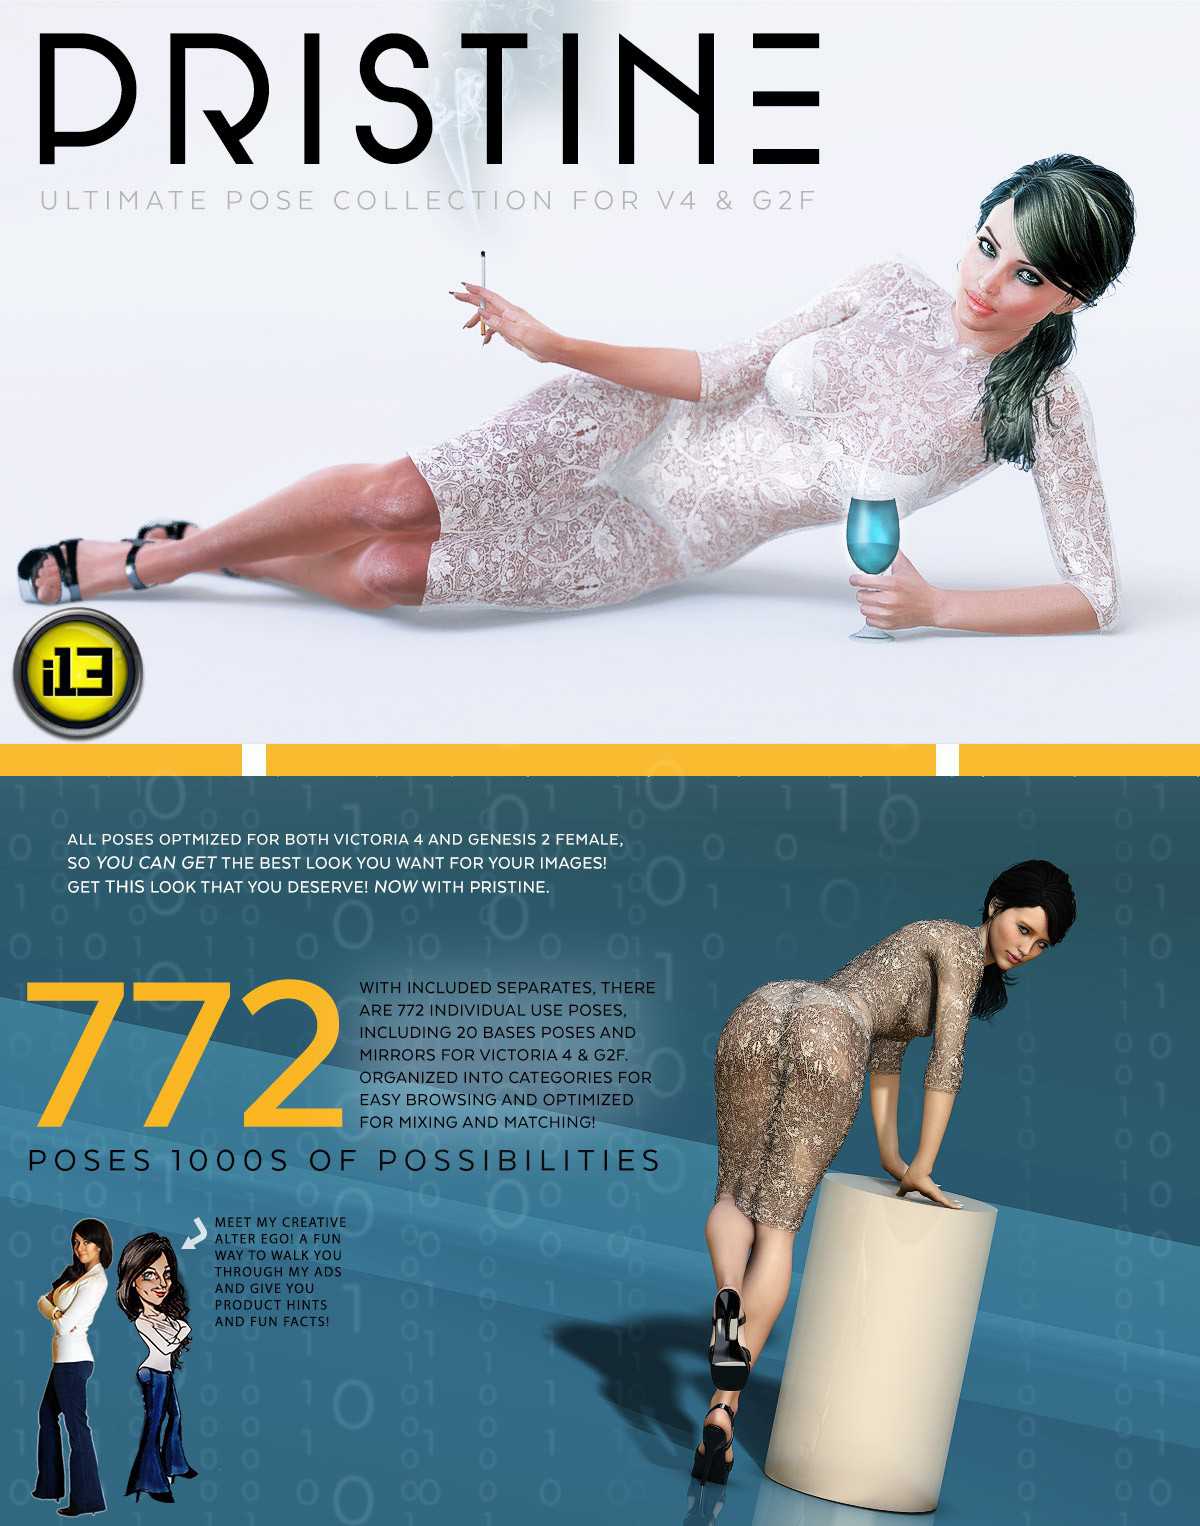 PRISTINE
ULTIMATE POSE COLLECTION FOR V4 & G2F
i13
ALL POSES OPTMIZED FOR BOTH VICTORIA 4 AND GENESIS 2 FEMALE,
SO YOU CAN GET THE BEST LOOK YOU WANT FOR YOUR IMAGES!
GET THIS LOOK THAT YOU DESERVE! NOW WITH PRISTINE.
772
WITH INCLUDED SEPARATES, THERE
ARE 772 INDIVIDUAL USE POSES,
INCLUDING 20 BASES POSES AND
MIRRORS FOR VICTORIA 4 & G2F.
ORGANIZED INTO CATEGORIES FOR
EASY BROWSING AND OPTIMIZED
FOR MIXING AND MATCHING!
POSES 1000S OF POSSIBILITIES
MEET MY CREATIVE
ALTER EGO! A FUN
WAY TO WALK YOU
THROUGH MY ADS
AND GIVE YOU
PRODUCT HINTS
AND FUN FACTS!